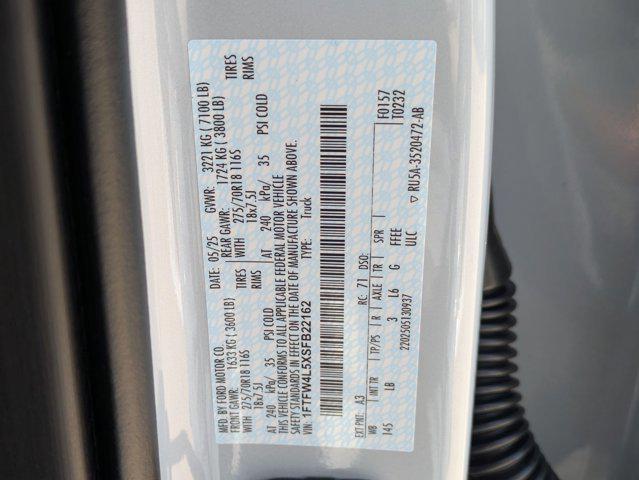 MFD. BY FORD MOTOR CO.
DATE: 05/25 GVWR: 3221 KG ( 7100 LB)
FRONT GAWR: 1633 KG ( 3600 LB) REAR GAWR: 1724 KG ( 3800 LB)
WITH 275/70R18 116S TIRES WITH 275/70R18 116S TIRES
18x7.5J RIMS 18x7.5J RIMS
AT 240 kPa/ 35 PSI COLD AT 240 kPa/ 35 PSI COLD
THIS VEHICLE CONFORMS TO ALL APPLICABLE FEDERAL MOTOR VEHICLE
SAFETY STANDARDS IN EFFECT ON THE DATE OF MANUFACTURE SHOWN ABOVE.
VIN: 1FTFW4L5XSFB22162 TYPE: Truck
F0157
T0232
EXT PNT: A3 RC: 71 DSO:
WB INT TR TP/PS R AXLE TR SPR
145 LB 3 L6 G FFEE
ULC
2202505130937 RU5A-3520472-AB